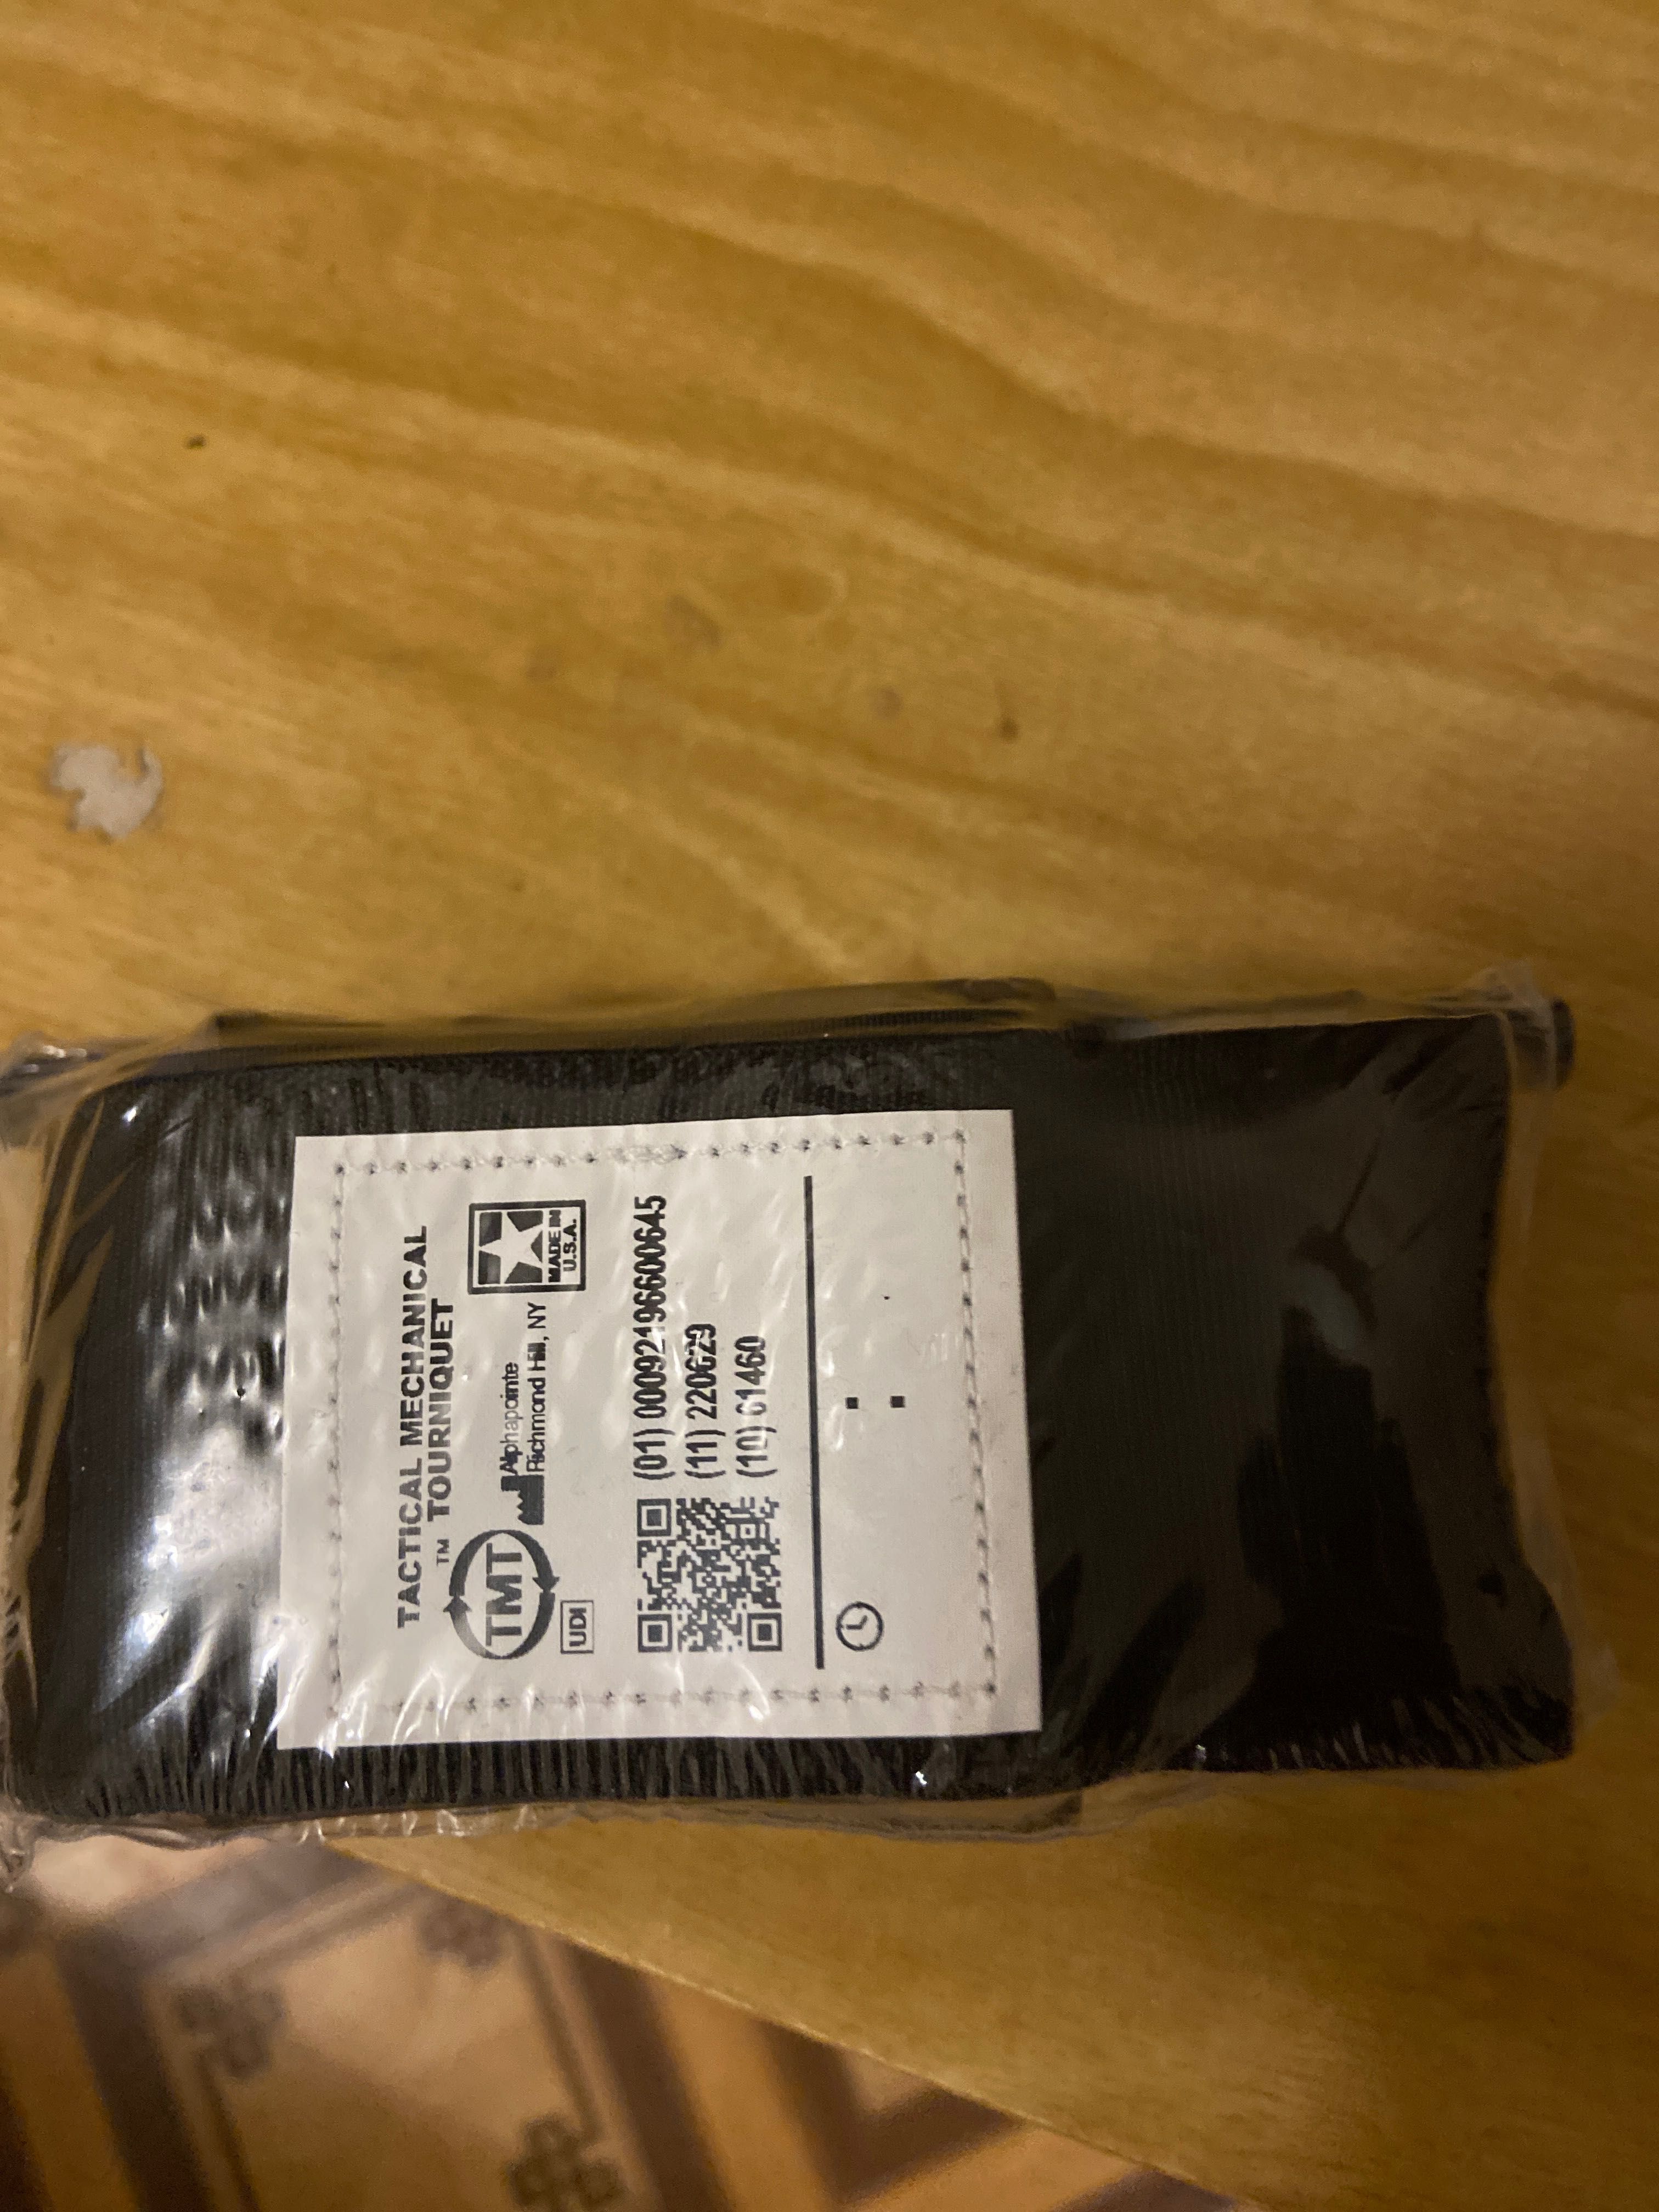 TACTICAL MECHANICAL
™ TOURNIQUET
TMT
Alphapointe
Richmond Hill, NY
MADE IN
U.S.A.
UDI
(01) 00092196600645
(11) 220629
(10) 61460
: